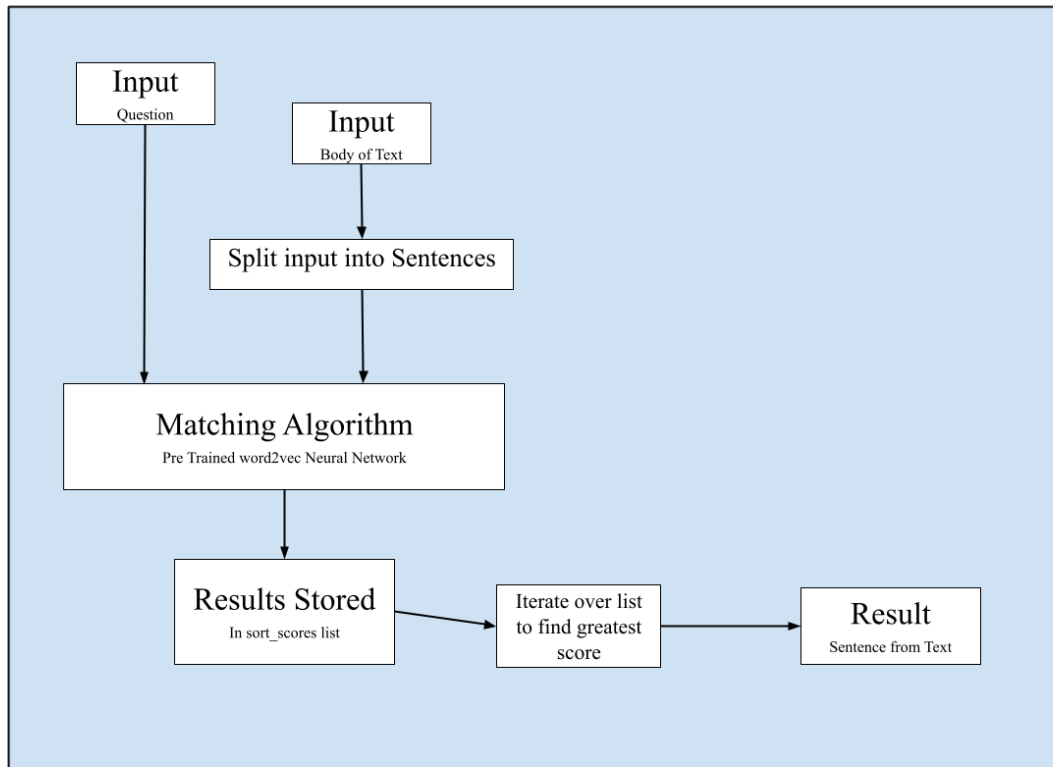 Input
Question
Input
Body of Text
Split input into Sentences
Matching Algorithm
Pre Trained word2vec Neural Network
Results Stored
In sort_scores list
Iterate over list
to find greatest
score
Result
Sentence from Text